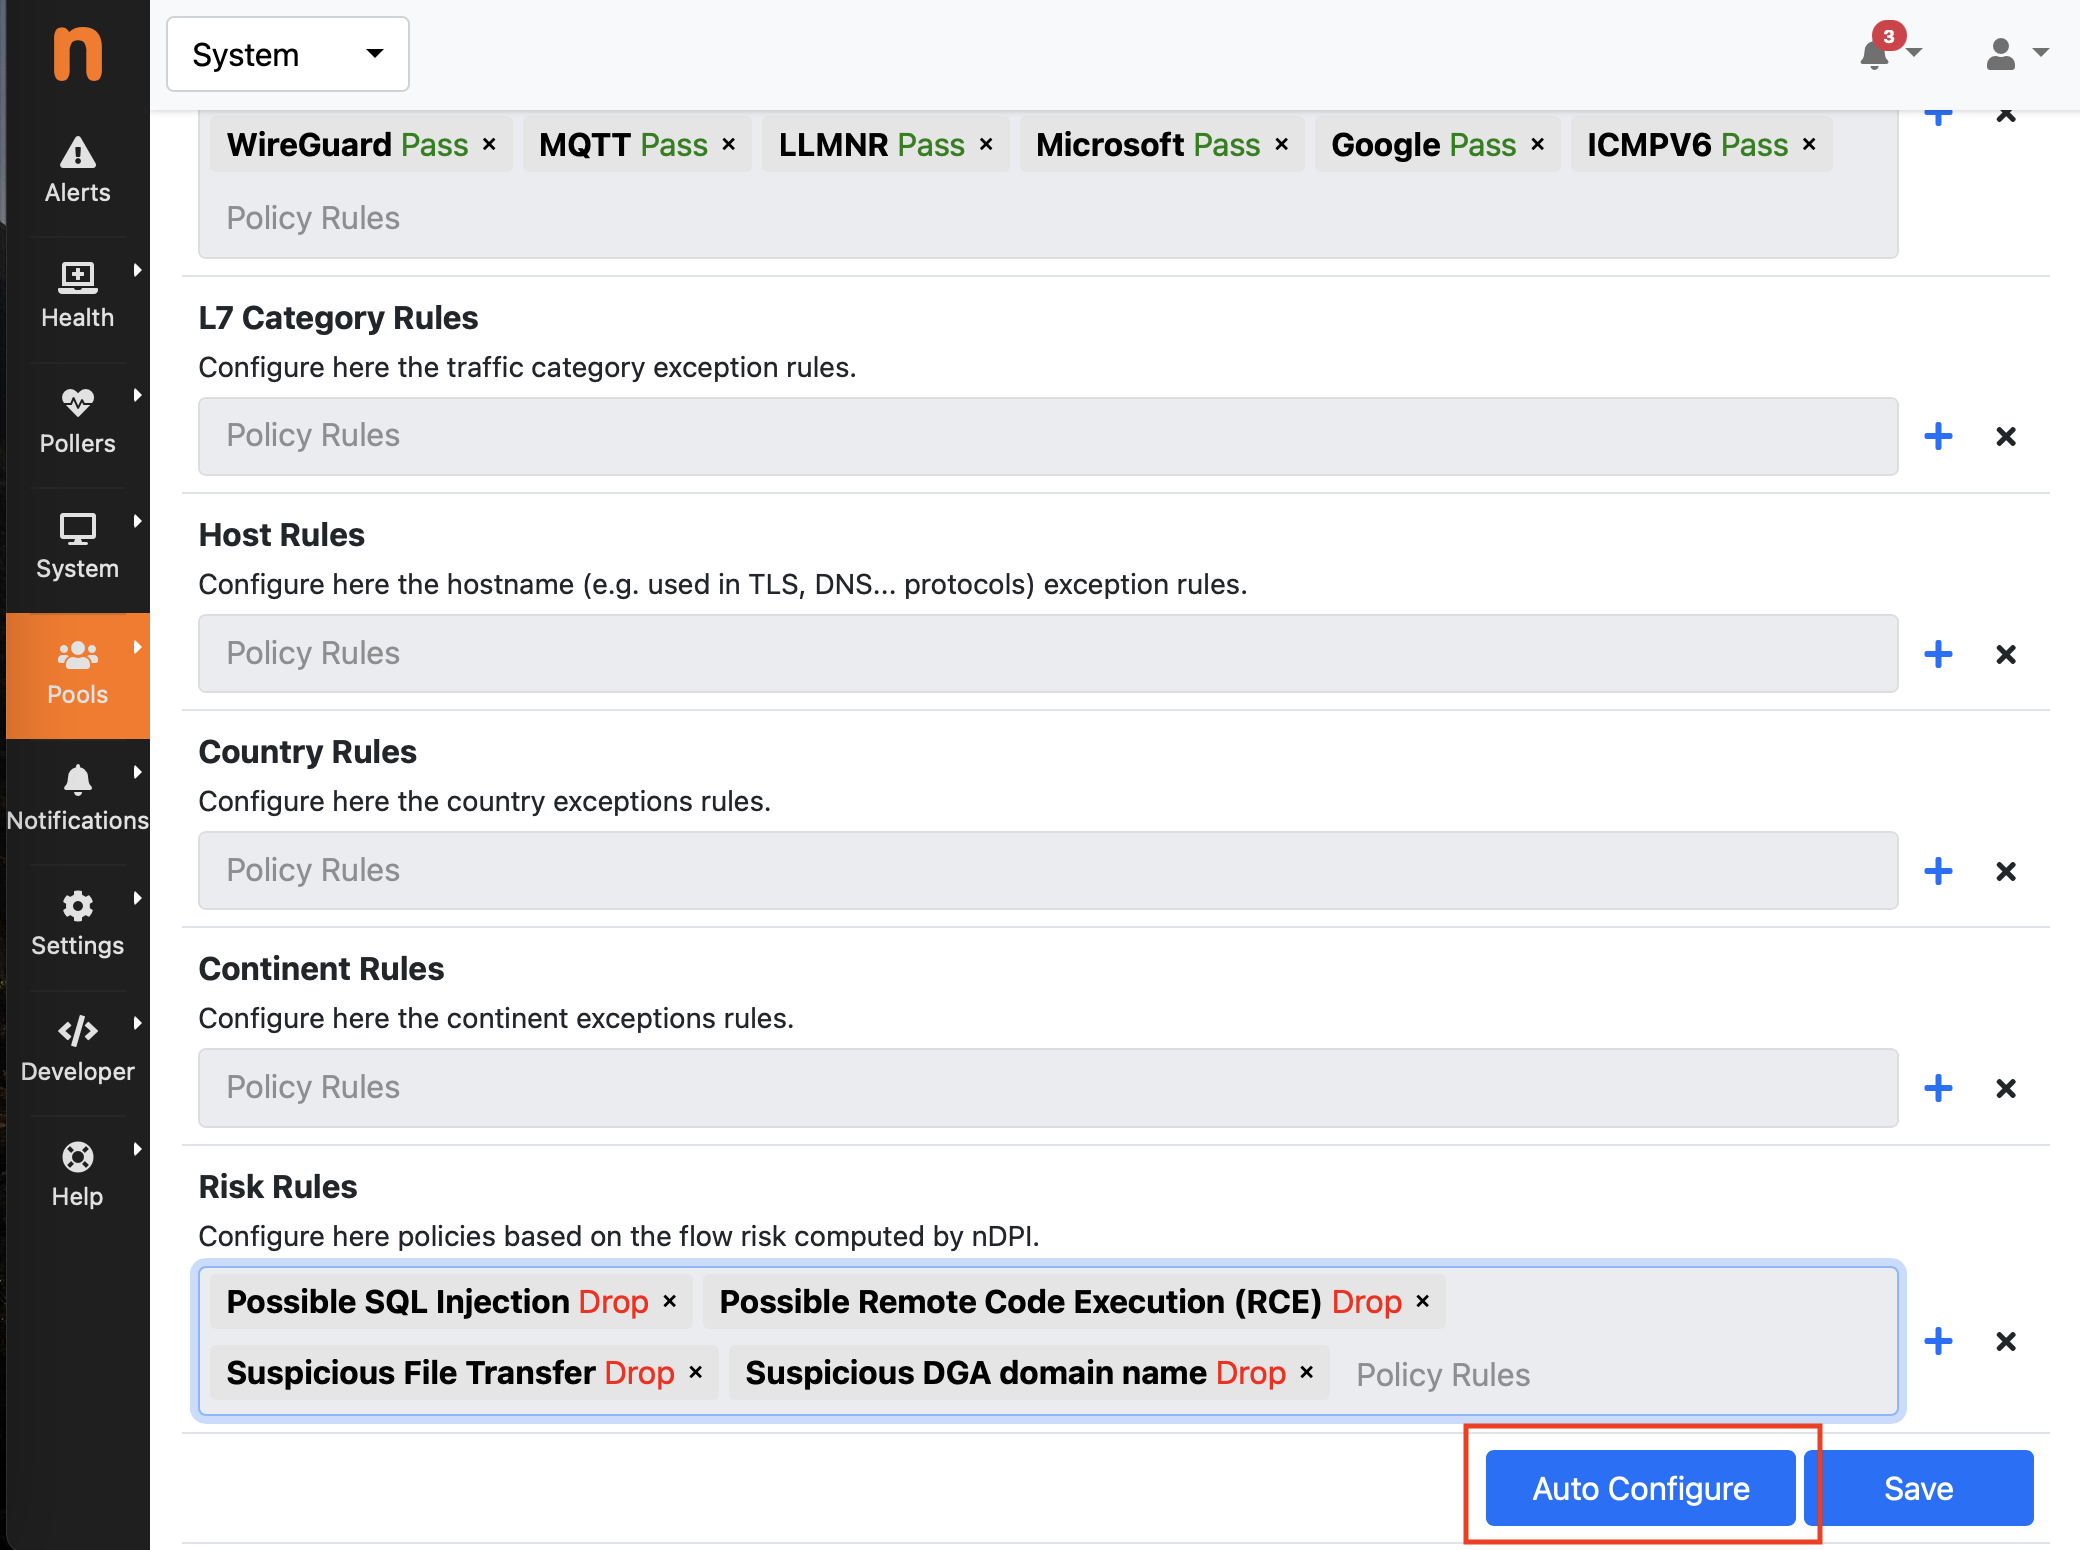 n
System
3
Alerts
Health
Pollers
System
Pools
Notifications
Settings
Developer
Help
WireGuard Pass × MQTT Pass × LLMNR Pass × Microsoft Pass × Google Pass × ICMPV6 Pass ×
Policy Rules
L7 Category Rules
Configure here the traffic category exception rules.
Policy Rules
Host Rules
Configure here the hostname (e.g. used in TLS, DNS... protocols) exception rules.
Policy Rules
Country Rules
Configure here the country exceptions rules.
Policy Rules
Continent Rules
Configure here the continent exceptions rules.
Policy Rules
Risk Rules
Configure here policies based on the flow risk computed by nDPI.
Possible SQL Injection Drop × Possible Remote Code Execution (RCE) Drop ×
Suspicious File Transfer Drop × Suspicious DGA domain name Drop × Policy Rules
Auto Configure Save